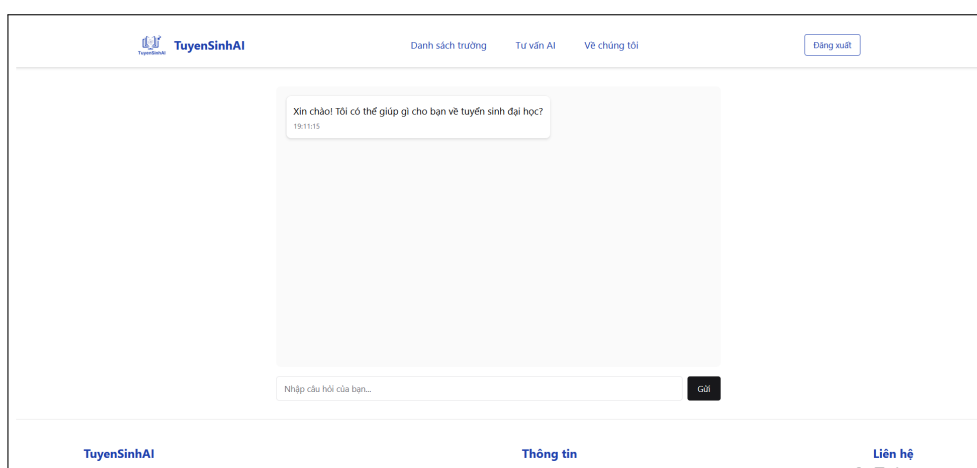 TuyenSinhAI
TuyenSinhAI
Danh sách trường
Tư vấn AI
Về chúng tôi
Đăng xuất
Xin chào! Tôi có thể giúp gì cho bạn về tuyển sinh đại học?
19:11:15
Nhập câu hỏi của bạn...
Gửi
TuyenSinhAI
Thông tin
Liên hệ